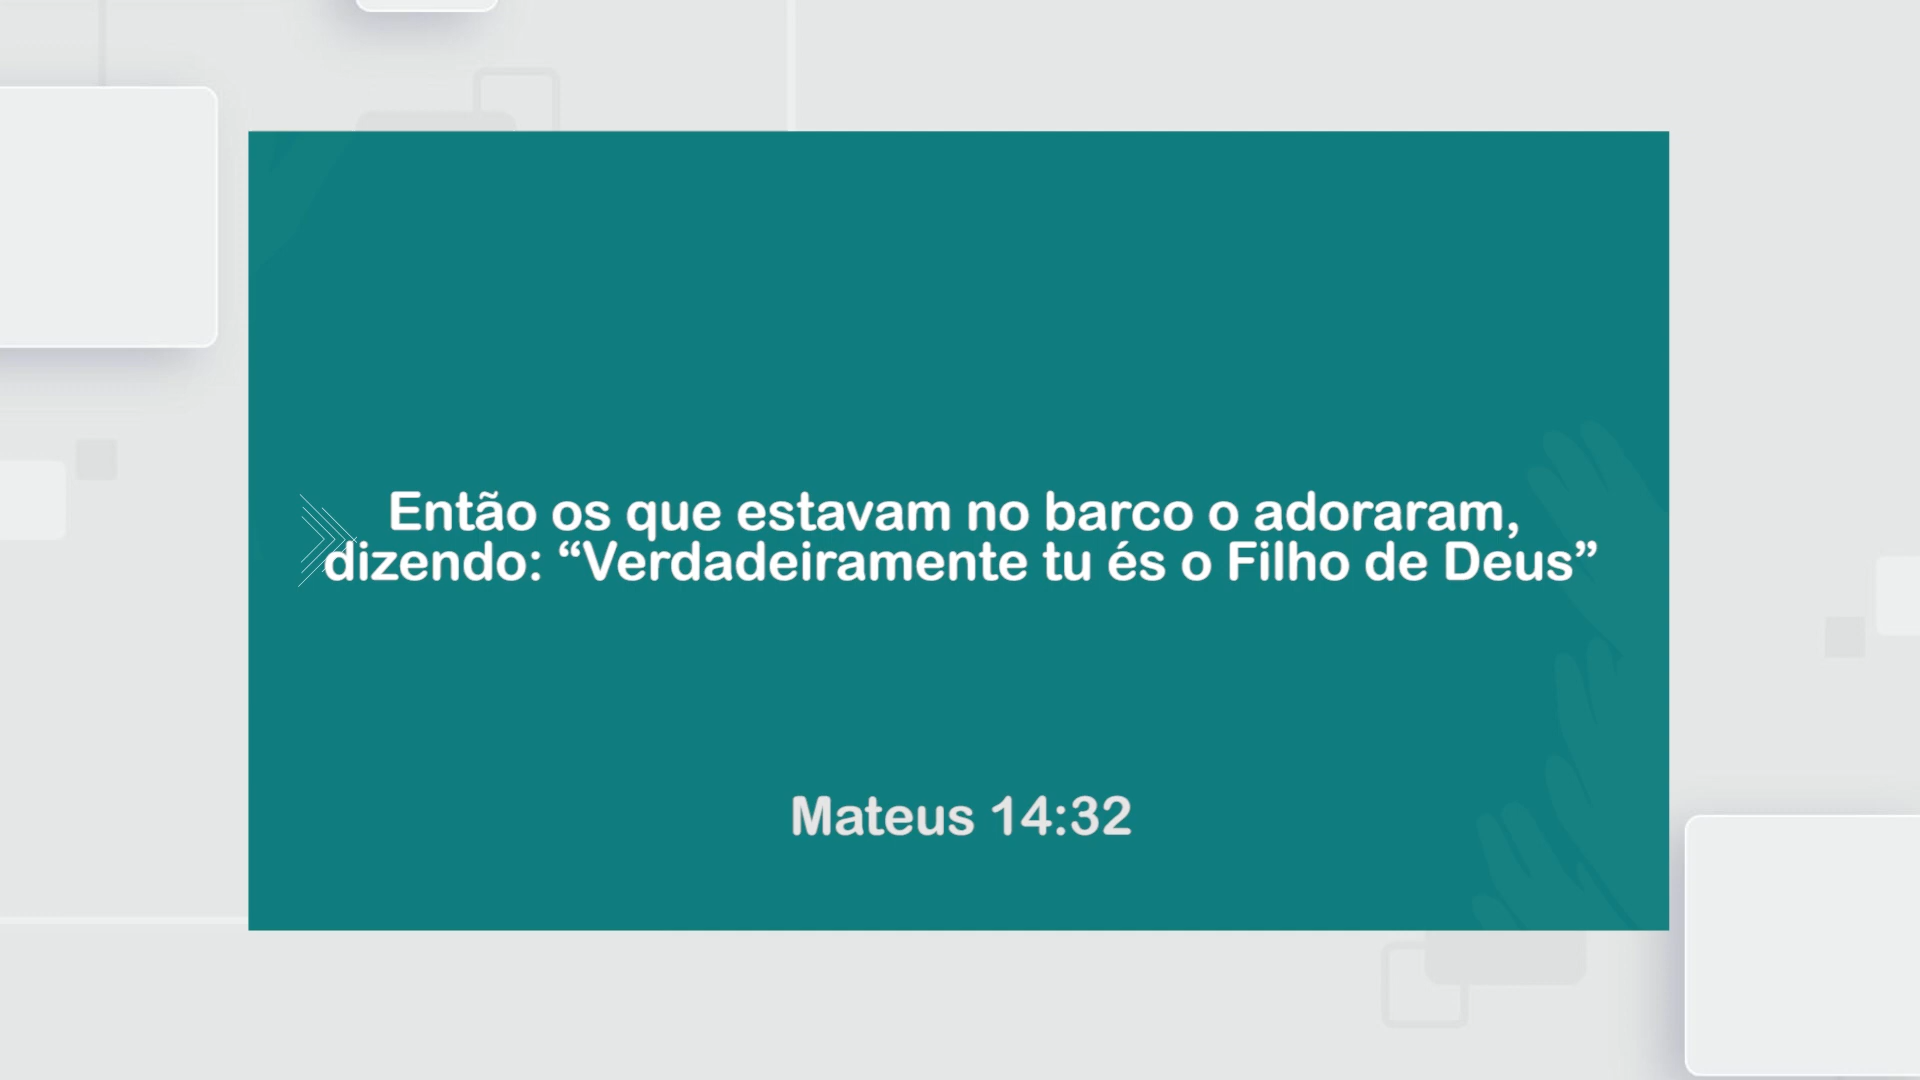 Então os que estavam no barco o adoraram,
dizendo: “Verdadeiramente tu és o Filho de Deus”
Mateus 14:32